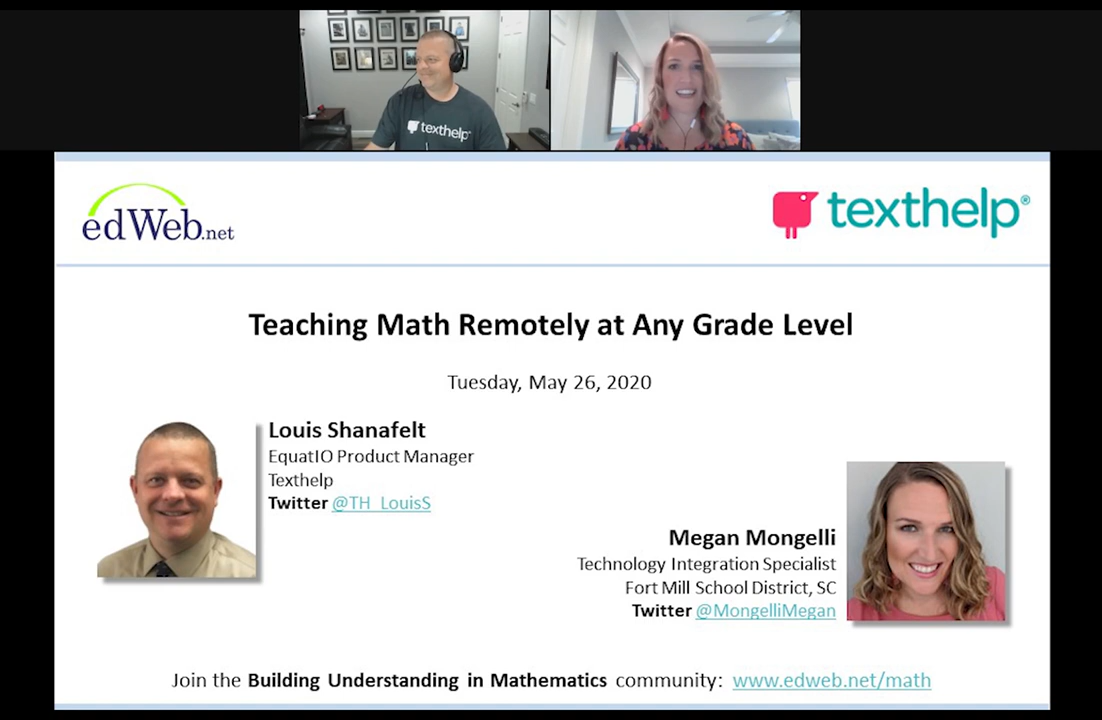 texthelp
edWeb.net
texthelp®
Teaching Math Remotely at Any Grade Level
Tuesday, May 26, 2020
Louis Shanafelt
EquatIO Product Manager
Texthelp
Twitter @TH_LouisS
Megan Mongelli
Technology Integration Specialist
Fort Mill School District, SC
Twitter @MongelliMegan
Join the Building Understanding in Mathematics community: www.edweb.net/math